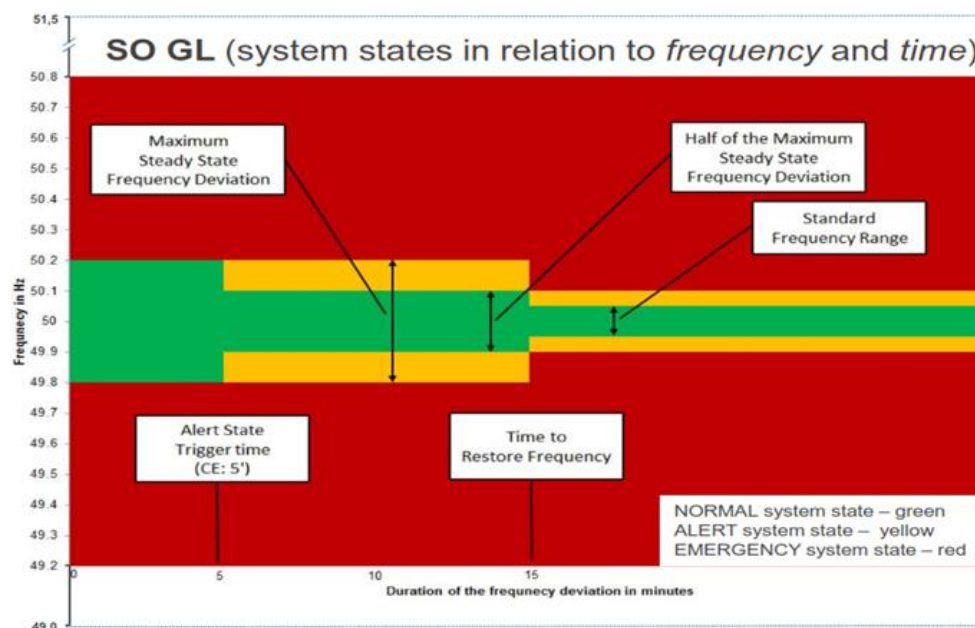 51,5
SO GL (system states in relation to frequency and time)
50.8
50.7
50.6
50.5
50.4
50.3
50.2
50.1
50
49.9
49.8
49.7
49.6
49.5
49.4
49.3
49.2
49.0
Frequnecy in Hz
Maximum
Steady State
Frequency Deviation
Half of the Maximum
Steady State
Frequency Deviation
Standard
Frequency Range
Alert State
Trigger time
(CE: 5')
Time to
Restore Frequency
NORMAL system state – green
ALERT system state – yellow
EMERGENCY system state – red
0 5 10 15
Duration of the frequnecy deviation in minutes